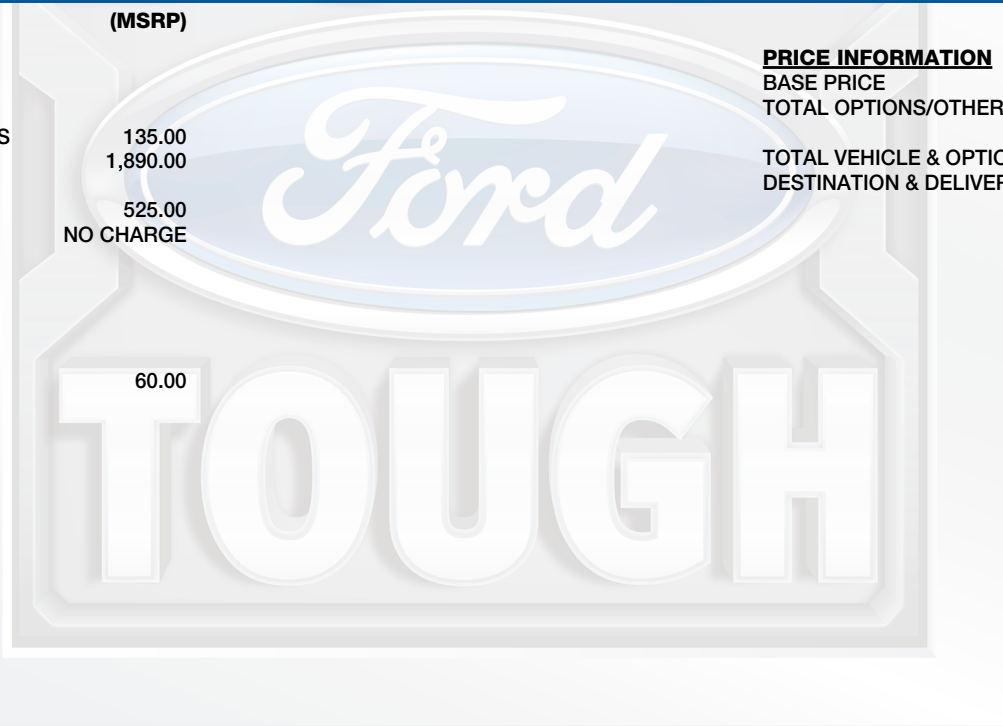 (MSRP)
S 135.00
1,890.00
525.00
NO CHARGE
60.00
PRICE INFORMATION
BASE PRICE
TOTAL OPTIONS/OTHER
TOTAL VEHICLE & OPTIO
DESTINATION & DELIVER
Ford
TOUGH